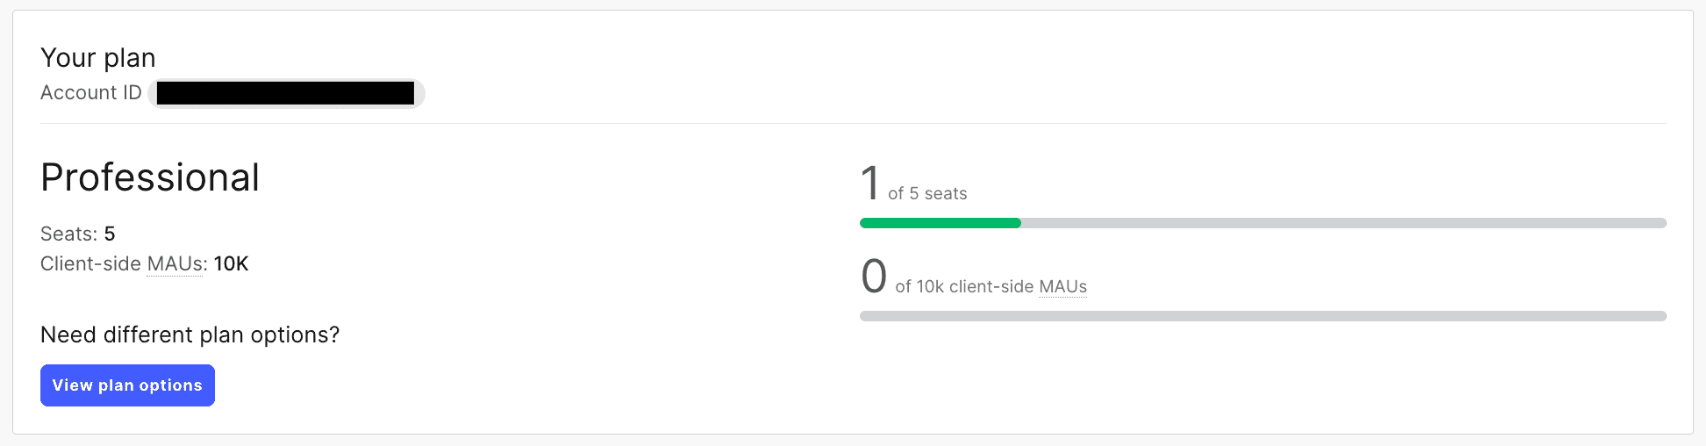 Your plan
Account ID
Professional
Seats: 5
Client-side MAUs: 10K
Need different plan options?
View plan options
1 of 5 seats
0 of 10k client-side MAUs